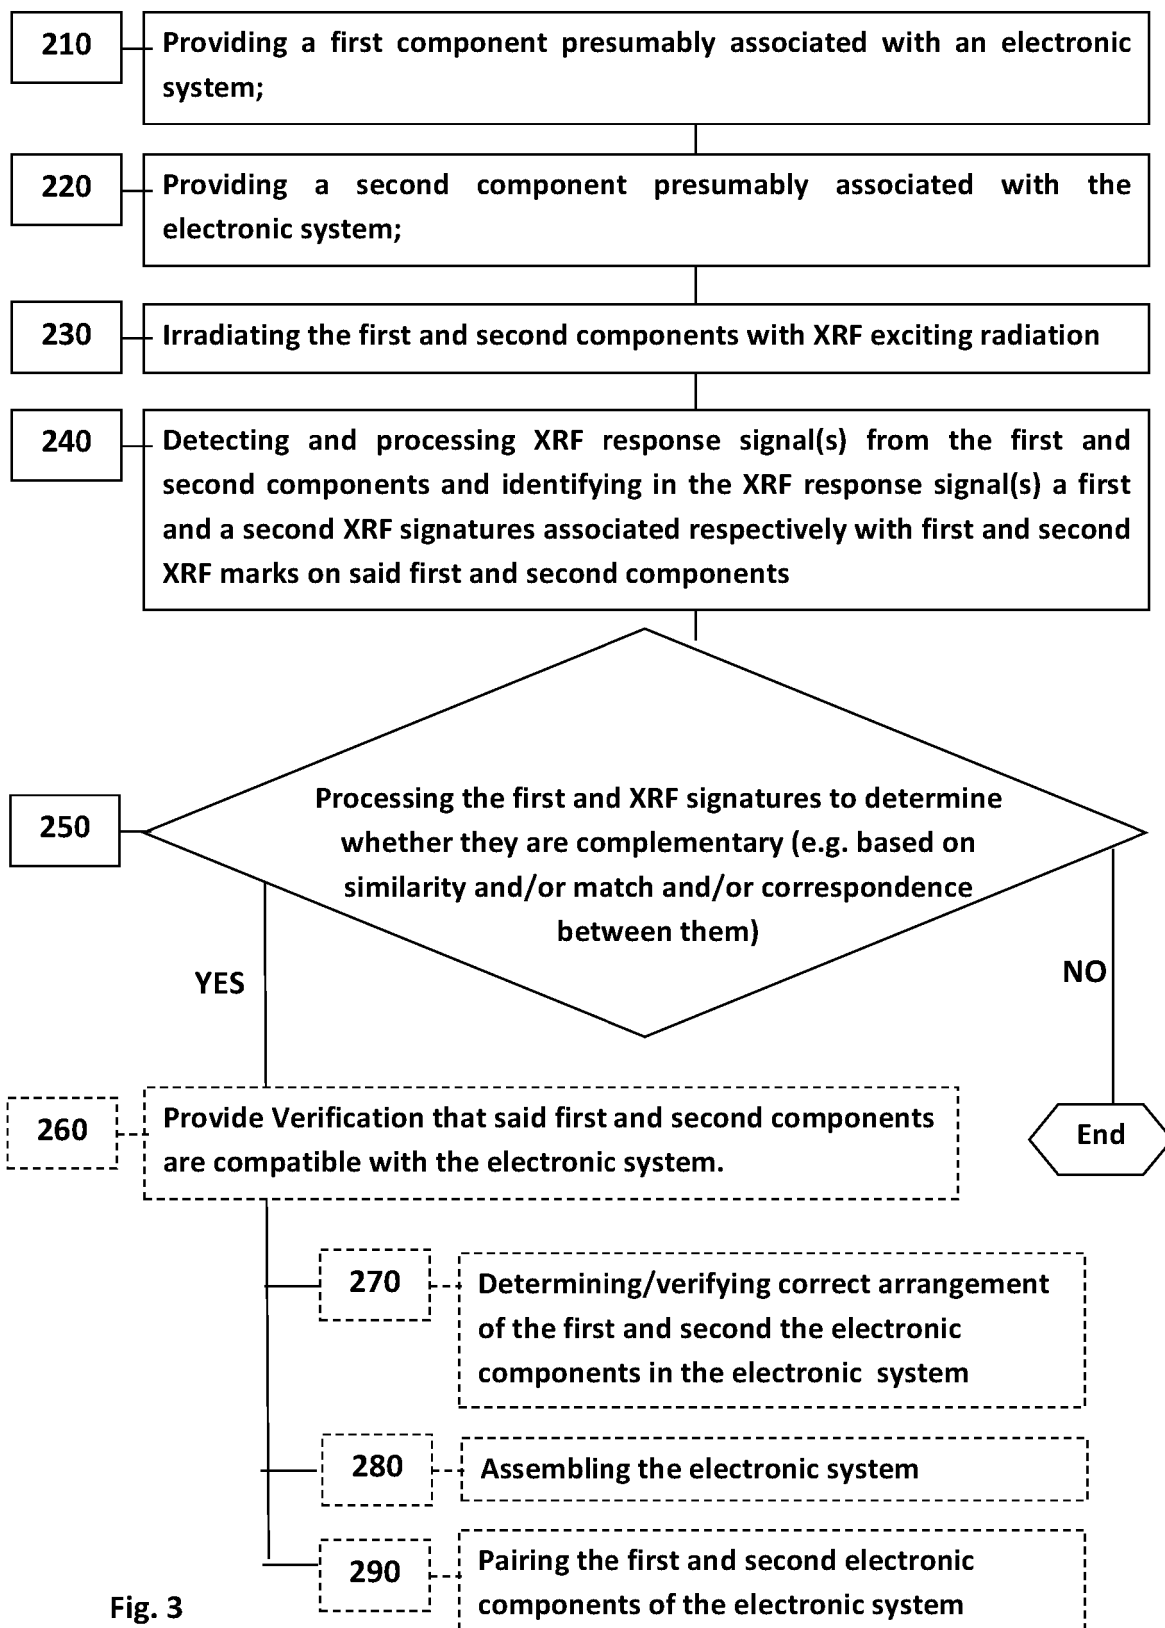 210
Providing a first component presumably associated with an electronic
system;
220
Providing a second component presumably associated with the
electronic system;
230
Irradiating the first and second components with XRF exciting radiation
240
Detecting and processing XRF response signal(s) from the first and
second components and identifying in the XRF response signal(s) a first
and a second XRF signatures associated respectively with first and second
XRF marks on said first and second components
250
Processing the first and XRF signatures to determine
whether they are complementary (e.g. based on
similarity and/or match and/or correspondence
between them)
YES
NO
260
Provide Verification that said first and second components
are compatible with the electronic system.
End
270
Determining/verifying correct arrangement
of the first and second the electronic
components in the electronic system
280
Assembling the electronic system
290
Pairing the first and second electronic
components of the electronic system
Fig. 3